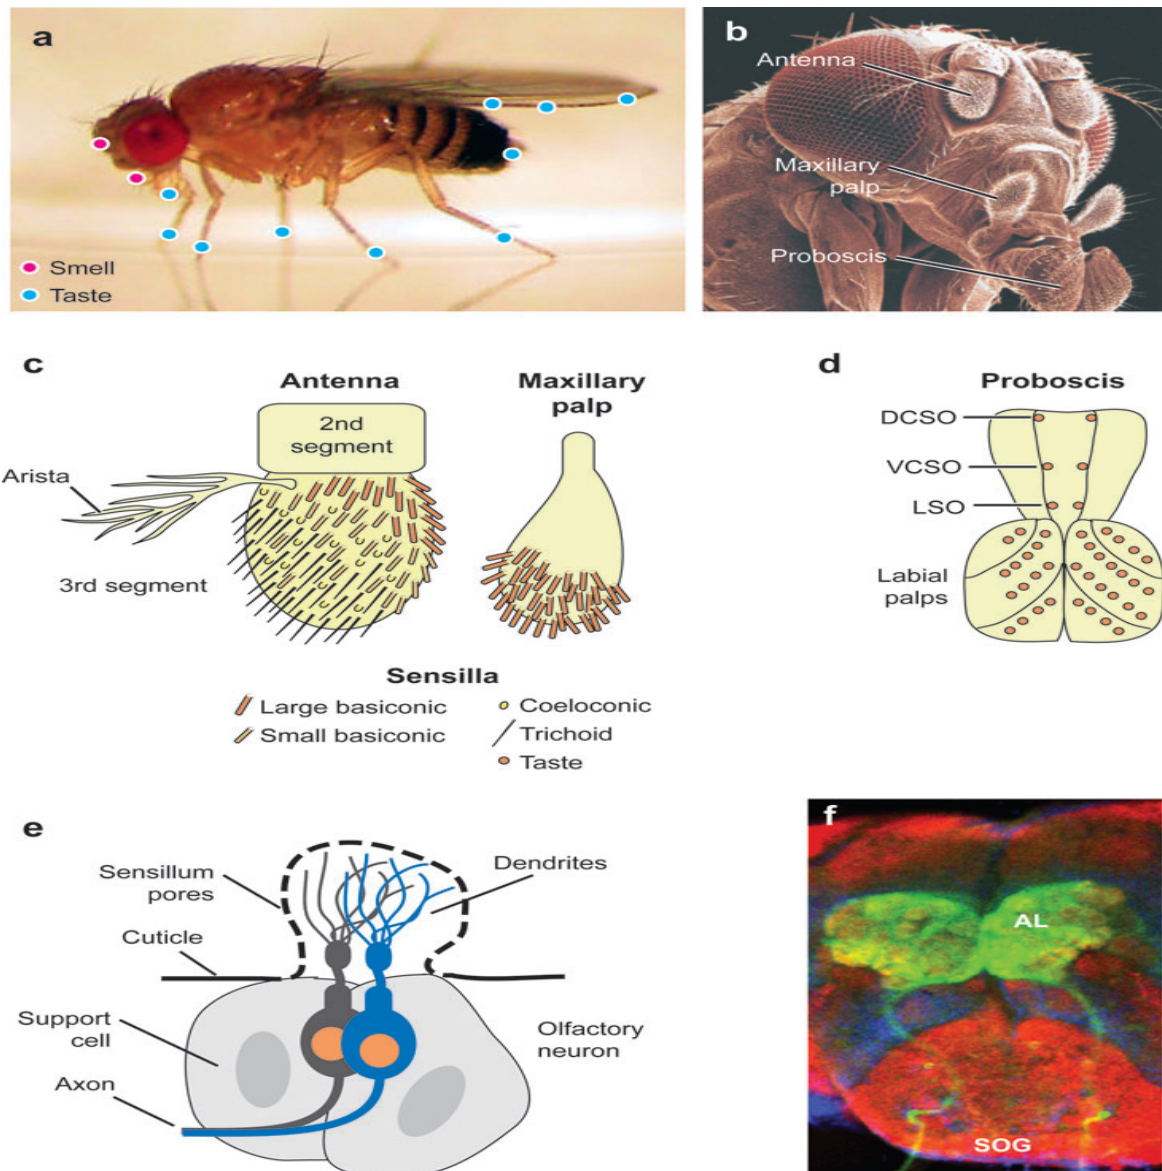 a
Smell
Taste
b
Antenna
Maxillary
palp
Proboscis
c
Antenna
2nd
segment
Arista
3rd segment
Maxillary
palp
d
Proboscis
DCSO
VCSO
LSO
Labial
palps
Sensilla
Large basiconic
Small basiconic
Coeloconic
Trichoid
Taste
e
Sensillum
pores
Dendrites
Cuticle
Support
cell
Olfactory
neuron
Axon
f
AL
SOG